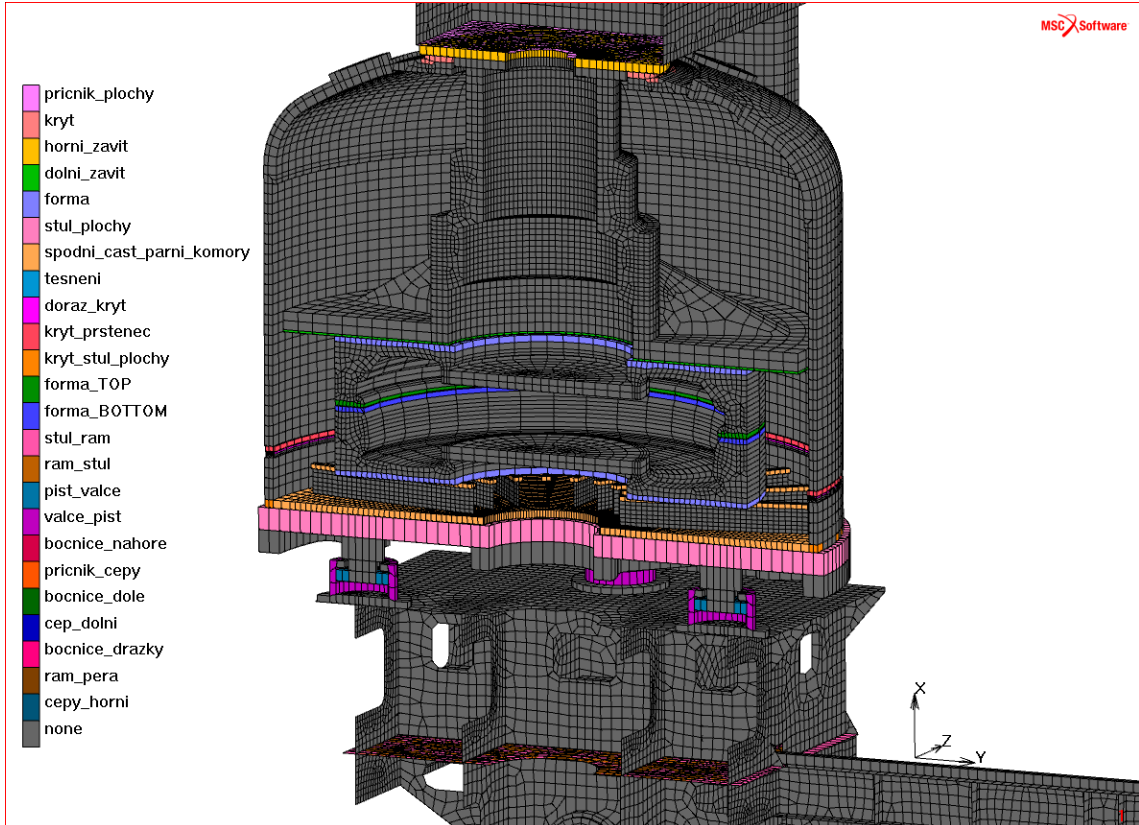 MSC Software
pricnik_plochy
kryt
horni_zavit
dolni_zavit
forma
stul_plochy
spodni_cast_parni_komory
tesneni
doraz_kryt
kryt_prstenec
kryt_stul_plochy
forma_TOP
forma_BOTTOM
stul_ram
ram_stul
pist_valce
valce_pist
bocnice_nahore
pricnik_cepy
bocnice_dole
cep_dolni
bocnice_drazky
ram_pera
cepy_horni
none
X
Z
Y